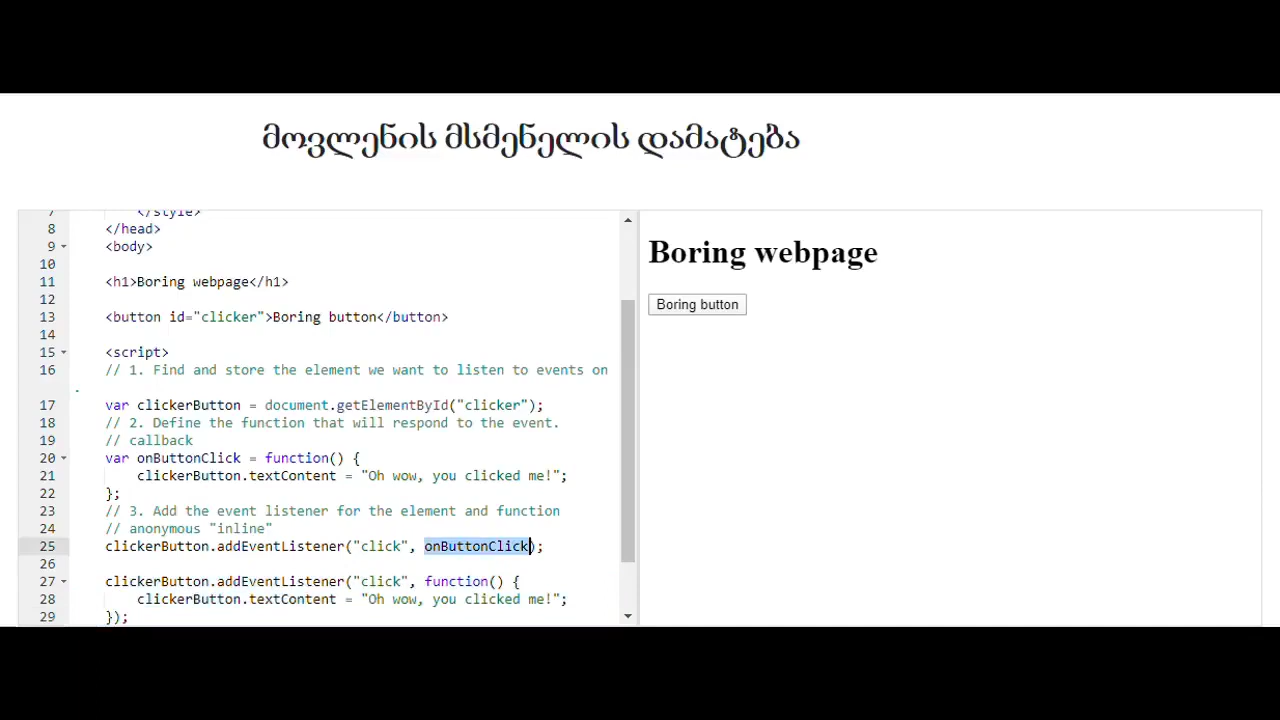 მოვლენის მსმენელის დამატება
7 </style>
8 </head>
9 <body>
10
11 <h1>Boring webpage</h1>
12
13 <button id="clicker">Boring button</button>
14
15 <script>
16 // 1. Find and store the element we want to listen to events on
.
17 var clickerButton = document.getElementById("clicker");
18 // 2. Define the function that will respond to the event.
19 // callback
20 var onButtonClick = function() {
21 clickerButton.textContent = "Oh wow, you clicked me!";
22 };
23 // 3. Add the event listener for the element and function
24 // anonymous "inline"
25 clickerButton.addEventListener("click", onButtonClick);
26
27 clickerButton.addEventListener("click", function() {
28 clickerButton.textContent = "Oh wow, you clicked me!";
29 });
Boring webpage
Boring button